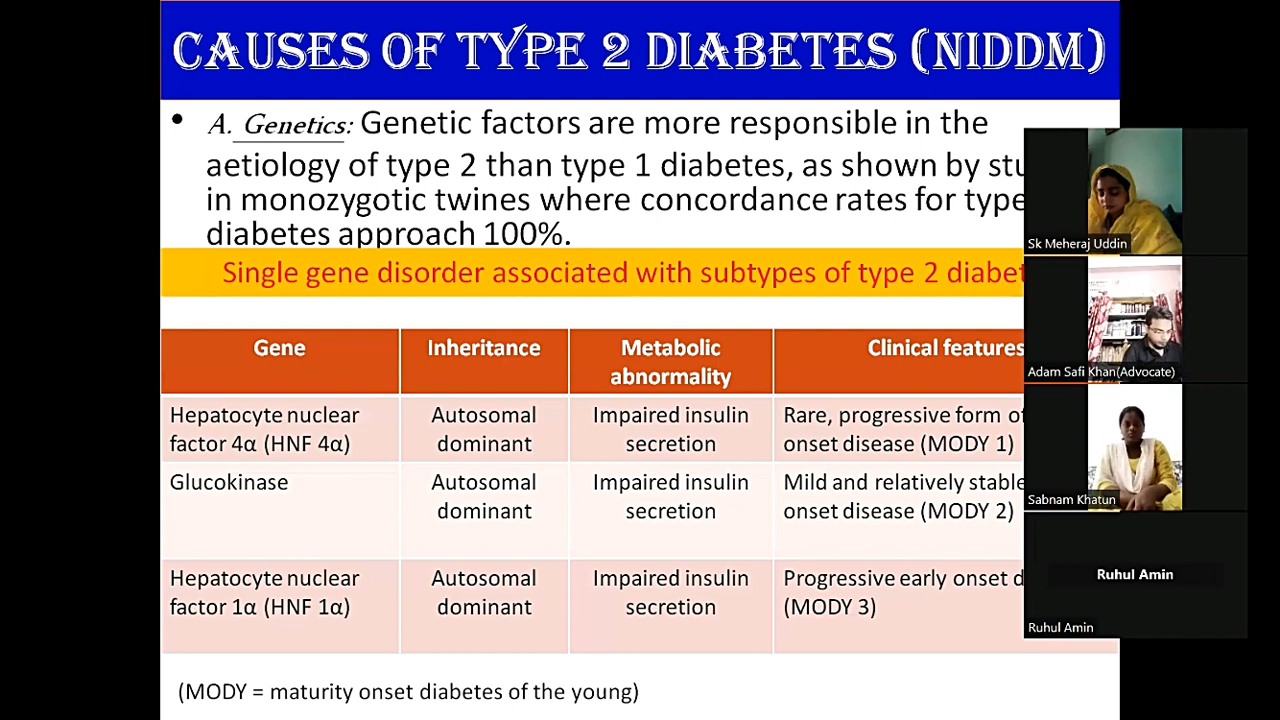 CAUSES OF TYPE 2 DIABETES (NIDDM)
• A. Genetics: Genetic factors are more responsible in the
aetiology of type 2 than type 1 diabetes, as shown by
in monozygotic twines where concordance rates for type
diabetes approach 100%.
Single gene disorder associated with subtypes of type 2
Gene Inheritance Metabolic abnormality Clinical features
Hepatocyte nuclear factor 4α (HNF 4α) Autosomal dominant Impaired insulin secretion Rare, progressive form of onset disease (MODY 1)
Glucokinase Autosomal dominant Impaired insulin secretion Mild and relatively stable onset disease (MODY 2)
Hepatocyte nuclear factor 1α (HNF 1α) Autosomal dominant Impaired insulin secretion Progressive early onset (MODY 3)
(MODY = maturity onset diabetes of the young)
Sk Meheraj Uddin
Adam Safi Khan(Advocate)
Sabnam Khatun
Ruhul Amin
Ruhul Amin